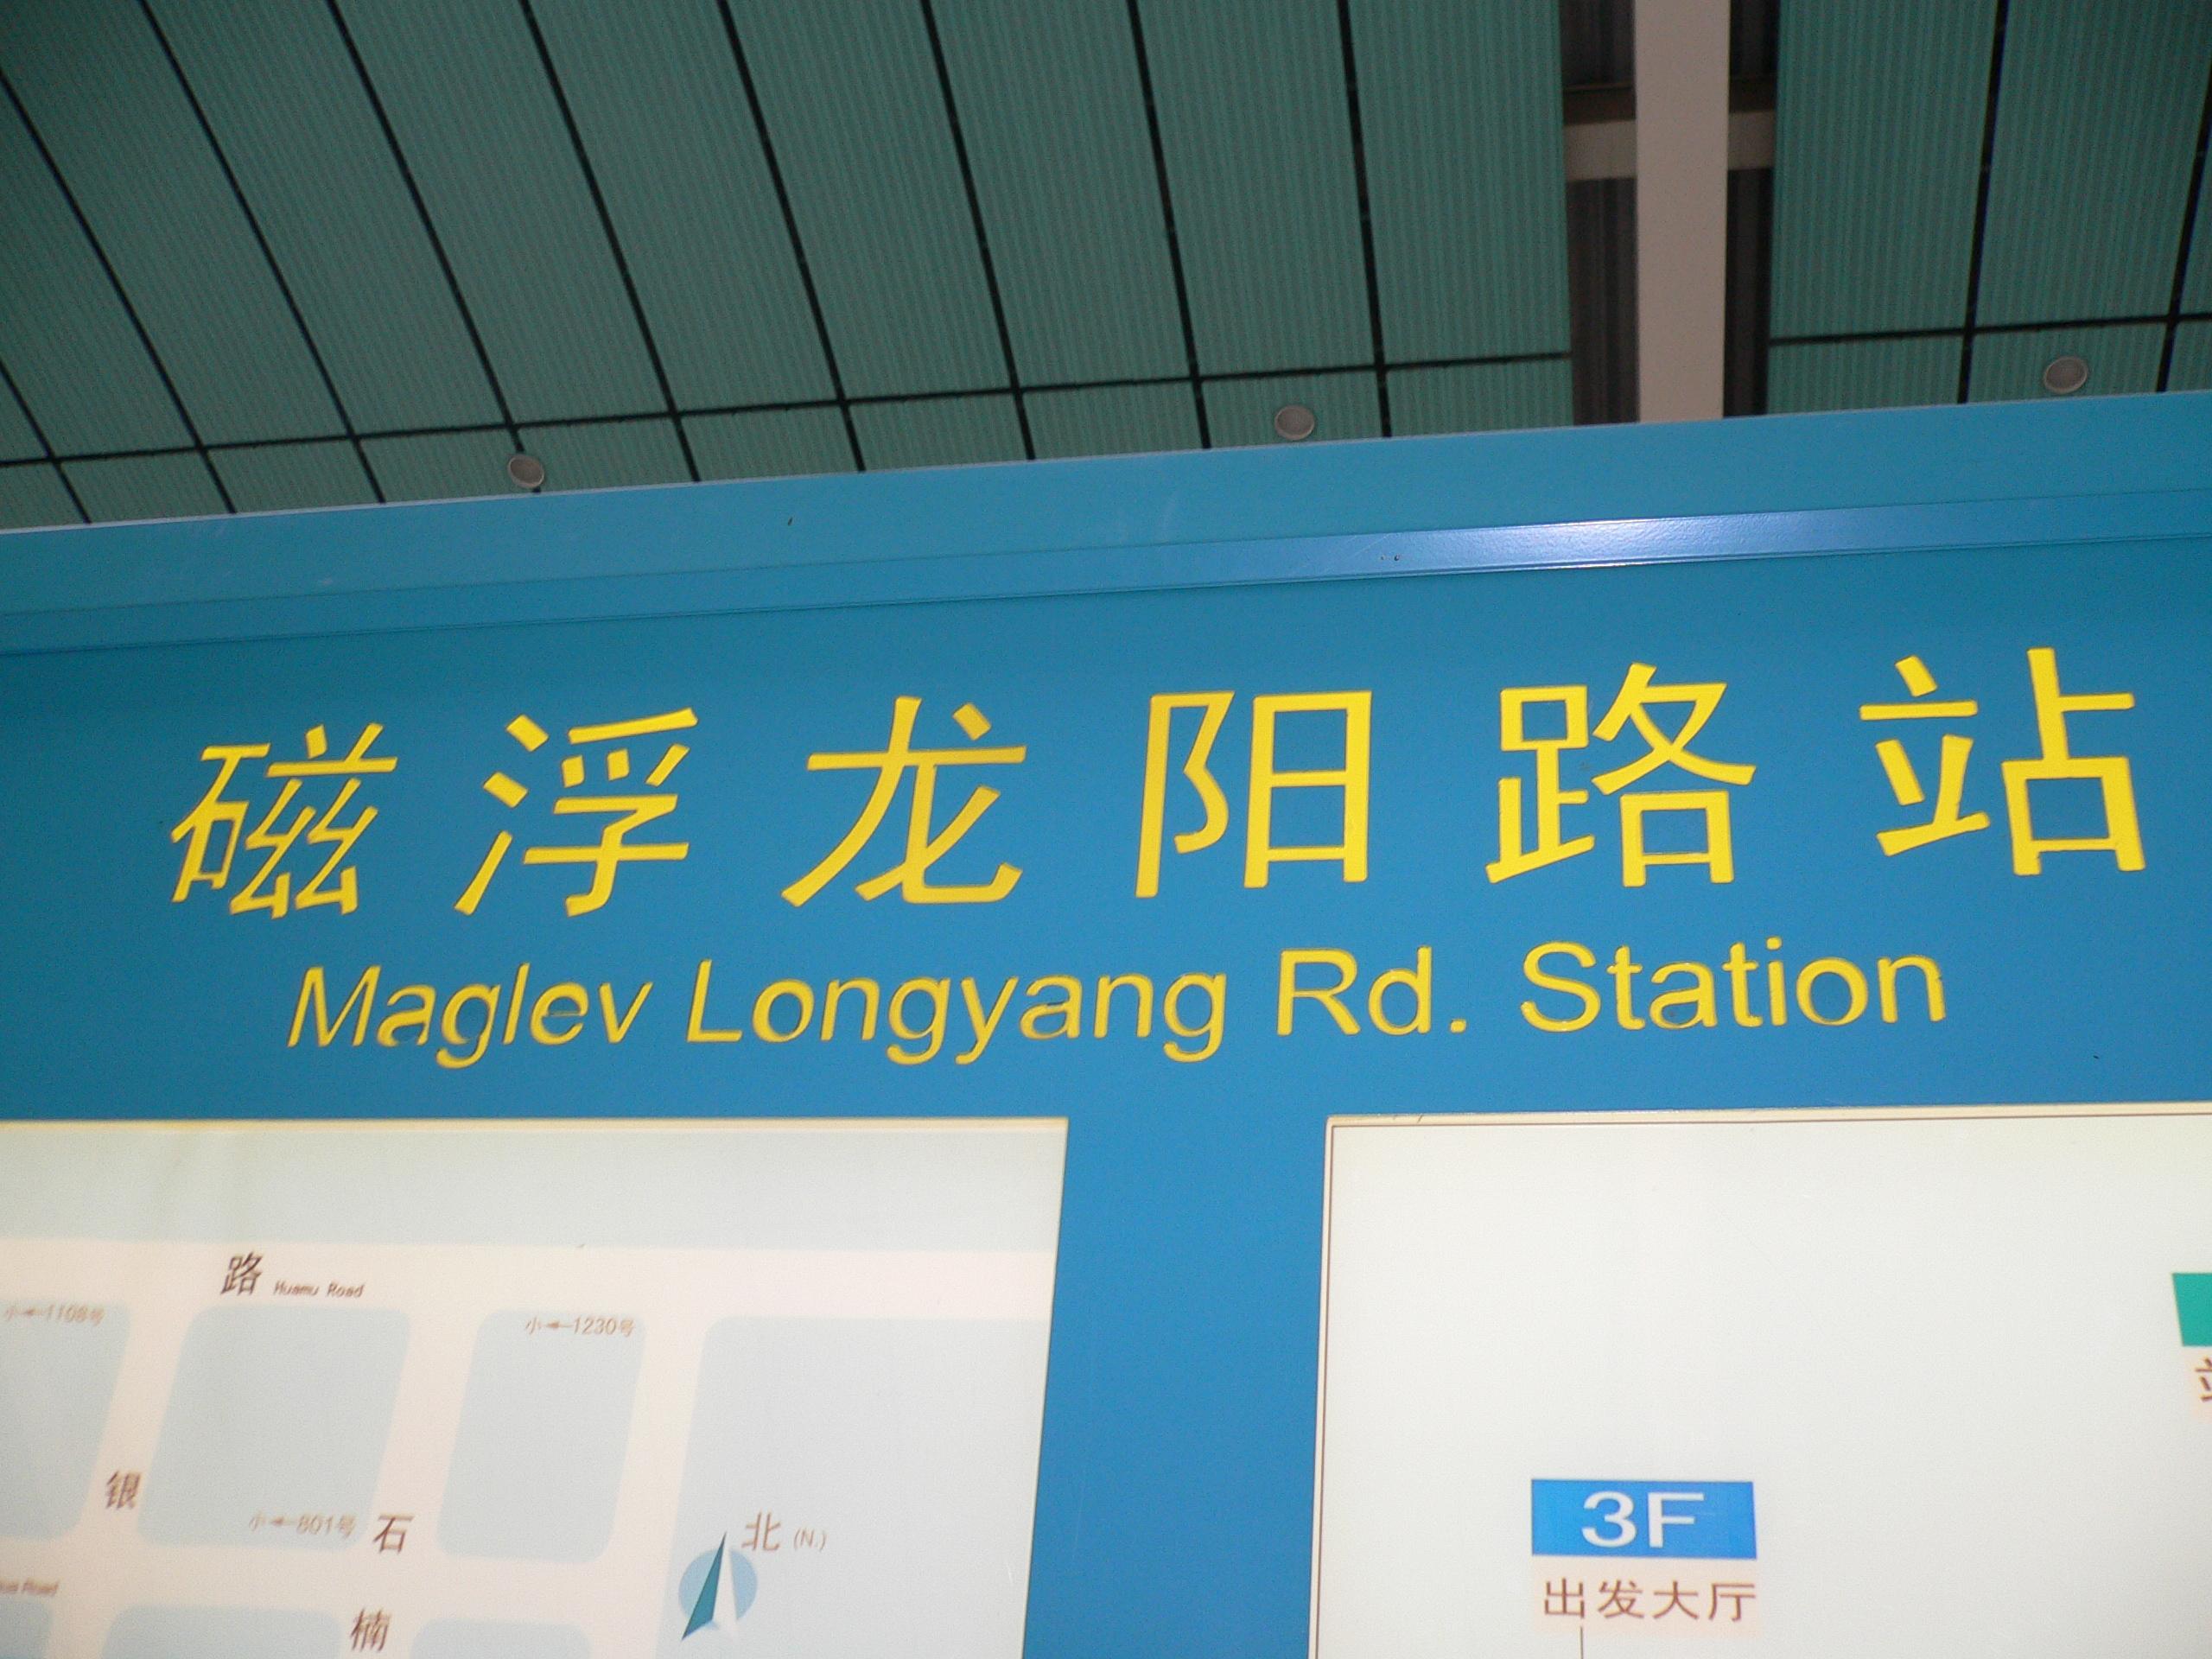 磁浮龙阳路站
Maglev Longyang Rd. Station
路 Huamu Road
小 1108号
小 1230号
银
小 801号
石
北 (N.)
Road
楠
3F
出发大厅